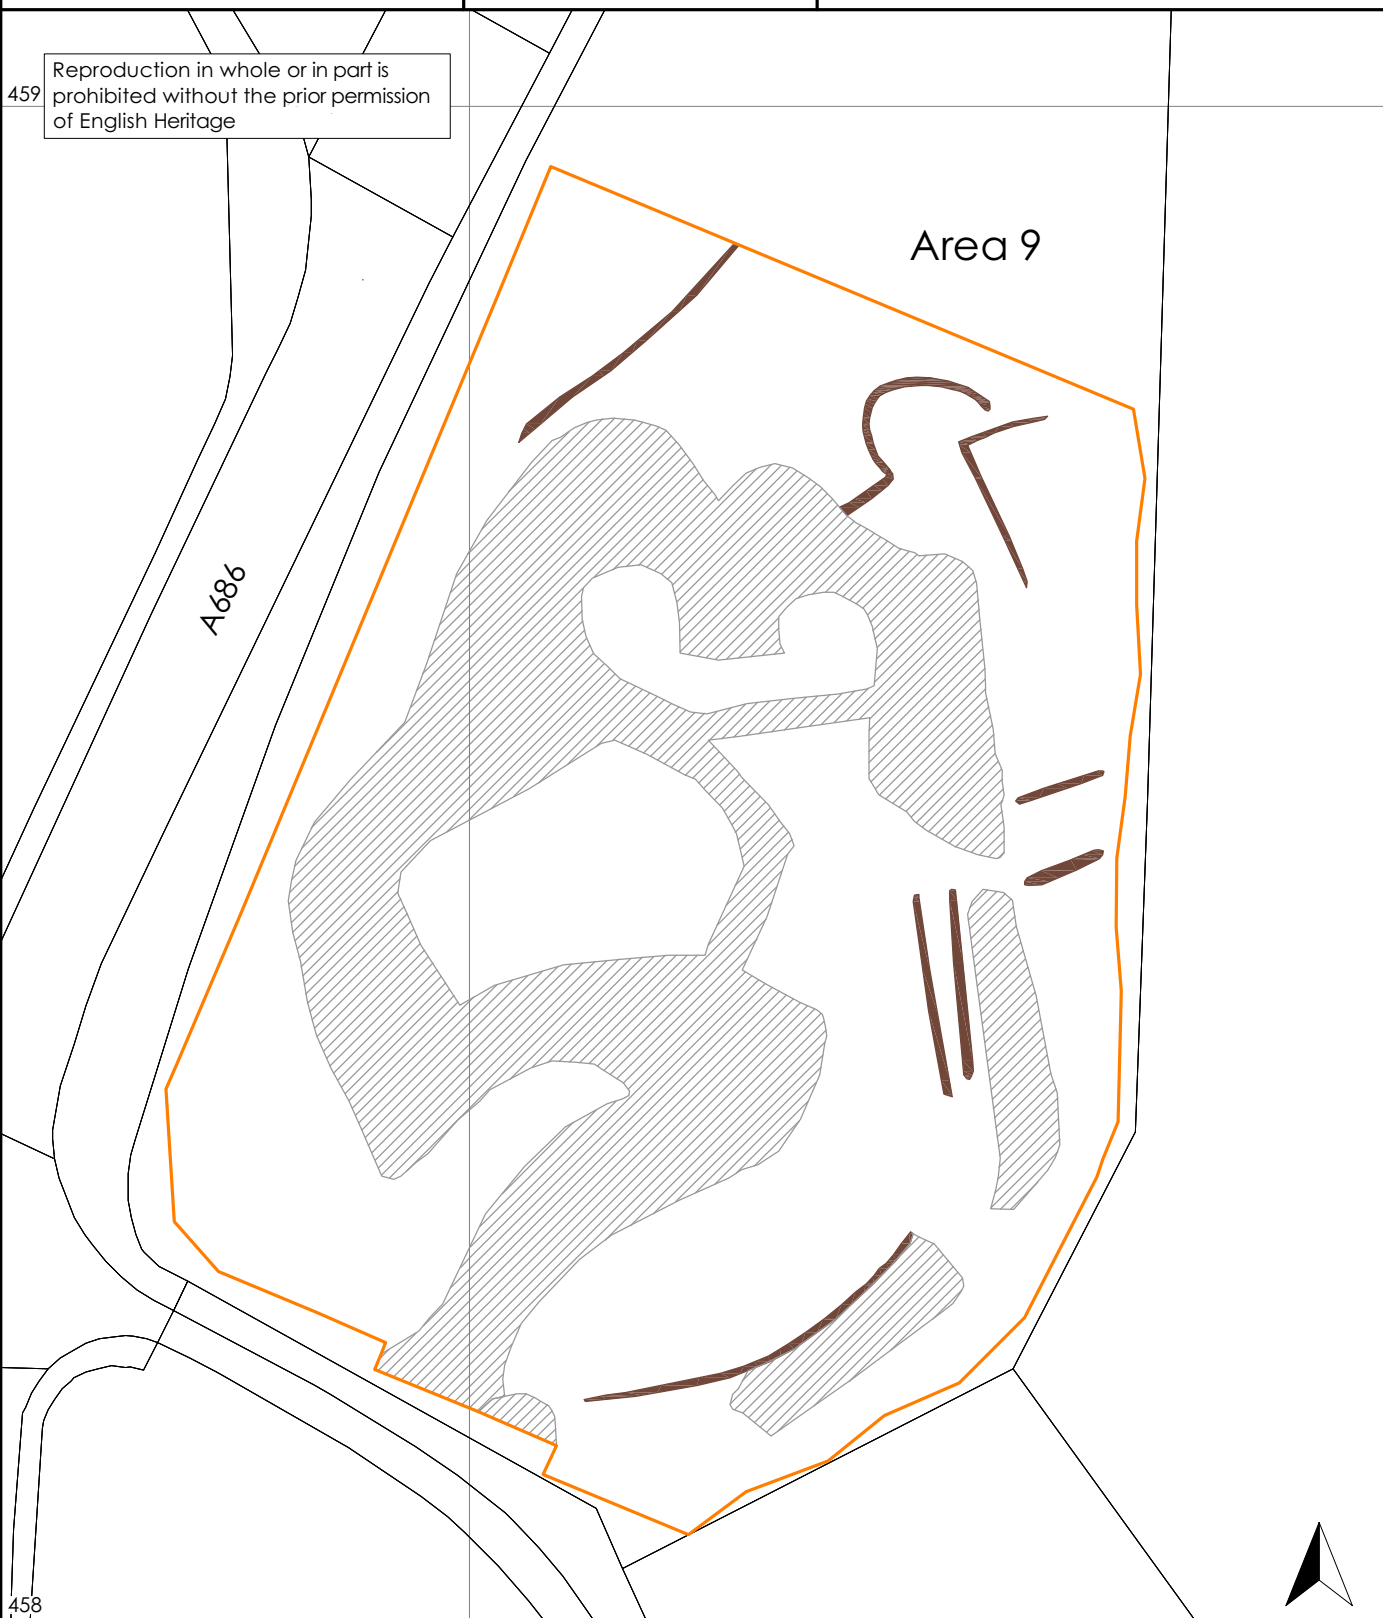 Reproduction in whole or in part is
459
prohibited without the prior permission
of English Heritage
Area 9
A686
458